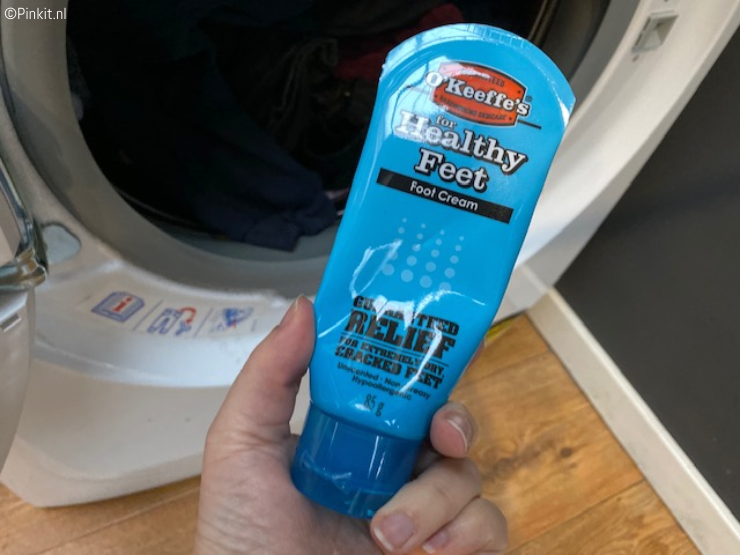 ©Pinkit.nl
O'Keeffe's
for
Healthy
Feet
Foot Cream
GUARANTEED
RELIEF
FOR EXTREMELY DRY,
CRACKED FEET
Unscented · Non-Greasy
Hypoallergenic
85 g